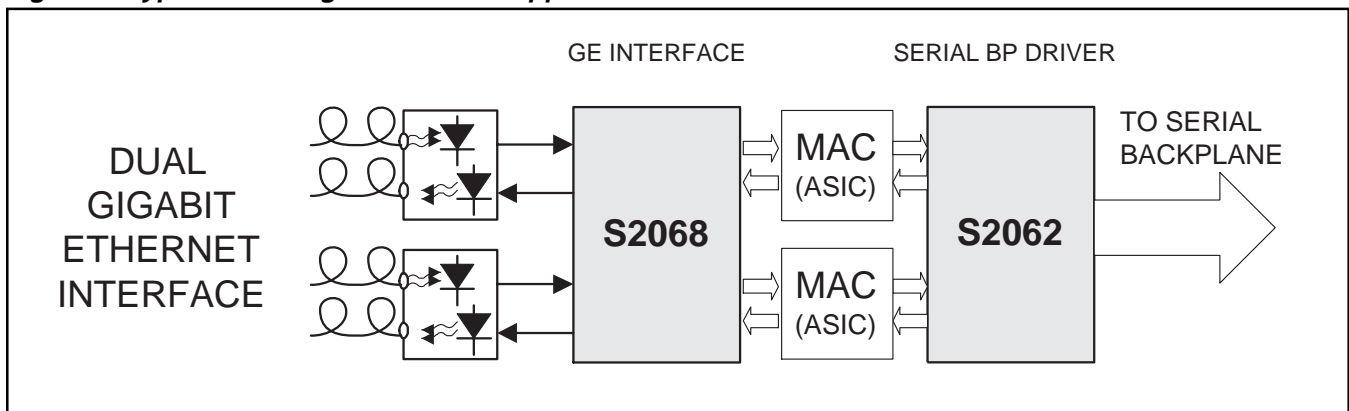 GE INTERFACE
SERIAL BP DRIVER
DUAL
GIGABIT
ETHERNET
INTERFACE
S2068
MAC
(ASIC)
MAC
(ASIC)
S2062
TO SERIAL
BACKPLANE